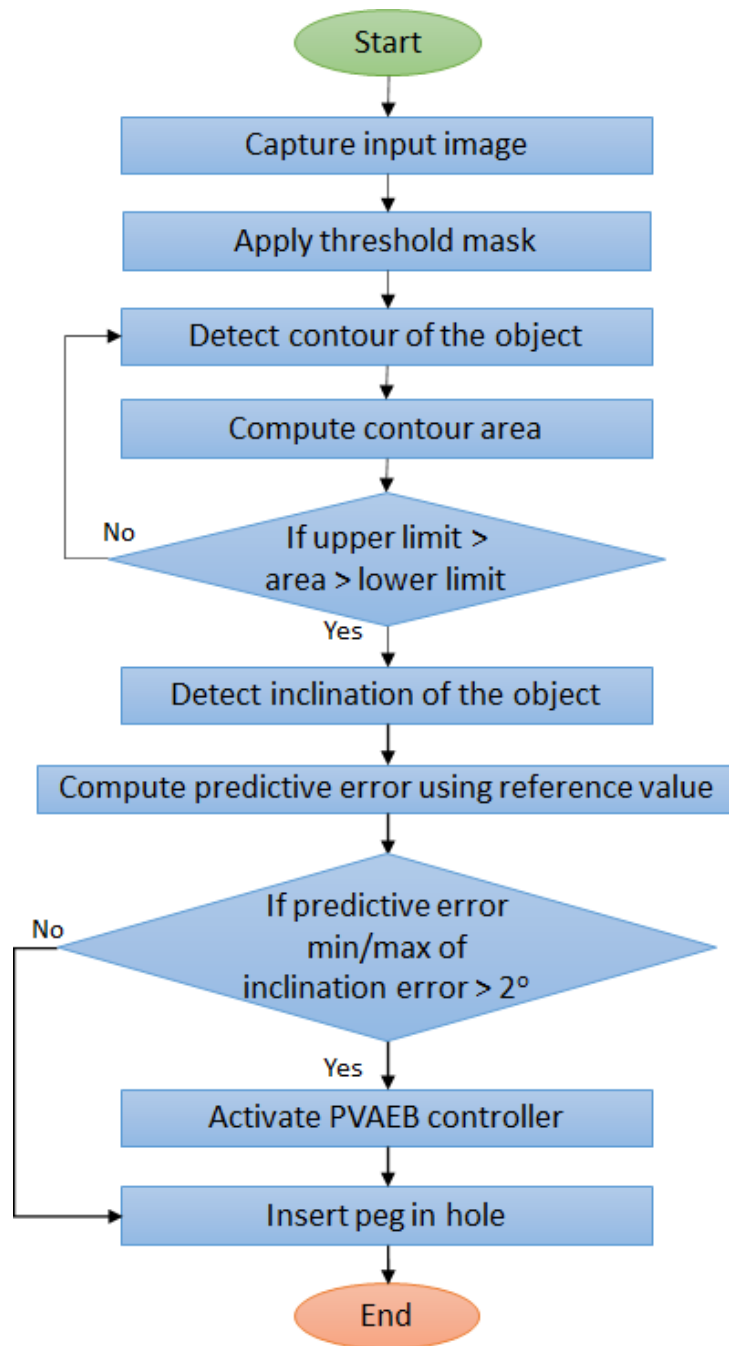 Start
Capture input image
Apply threshold mask
Detect contour of the object
Compute contour area
No
If upper limit >
area > lower limit
Yes
Detect inclination of the object
Compute predictive error using reference value
No
If predictive error
min/max of
inclination error > 2º
Yes
Activate PVAEB controller
Insert peg in hole
End